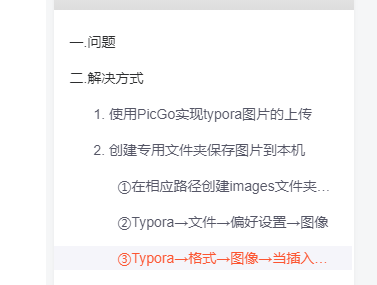 一.问题
二.解决方式
1. 使用PicGo实现typora图片的上传
2. 创建专用文件夹保存图片到本机
①在相应路径创建images文件夹…
②Typora→文件→偏好设置→图像
③Typora→格式→图像→当插入…